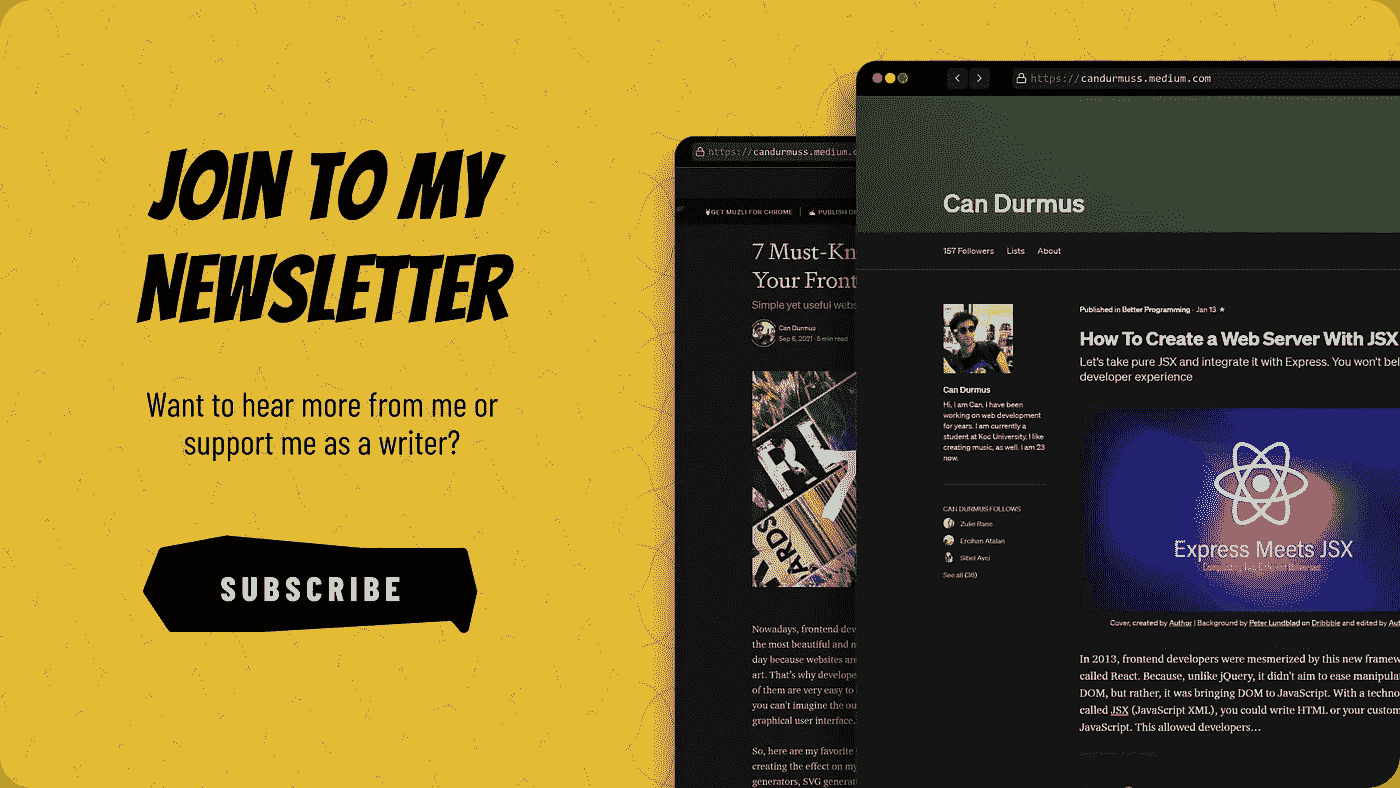 JOIN TO MY
NEWSLETTER
Want to hear more from me or
support me as a writer?
SUBSCRIBE
https://candurmuss.medium.c
GET MUZLI FOR CHROME
PUBLISH ON
7 Must-Kn
Your Front
Simple yet useful webs
Can Durmus
Sep 6, 2021 · 5 min read
ARDS
Nowadays, frontend dev
the most beautiful and n
day because websites are
art. That's why develope
of them are very easy to
you can't imagine the ou
graphical user interface.
So, here are my favorite
creating the effect on my
generators, SVG generat
https://candurmuss.medium.com
Can Durmus
157 Followers Lists About
Can Durmus
Hi, I am Can, I have been
working on web development
for years. I am currently a
student at Koc University. I like
creating music, as well. I am 23
now.
CAN DURMUS FOLLOWS
Zulie Rane
Ercihan Atalan
Sibel Avci
See all (36)
Published in Better Programming · Jan 13 ★
How To Create a Web Server With JSX
Let's take pure JSX and integrate it with Express. You won't bel
developer experience
Express Meets JSX
Cover, created by Author | Background by Peter Lundblad on Dribbble and edited by Aut
In 2013, frontend developers were mesmerized by this new framew
called React. Because, unlike jQuery, it didn't aim to ease manipula
DOM, but rather, it was bringing DOM to JavaScript. With a techno
called JSX (JavaScript XML), you could write HTML or your custom
JavaScript. This allowed developers...